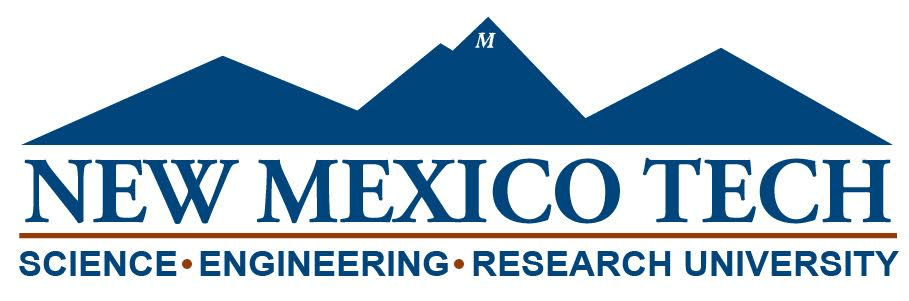 M
NEW MEXICO TECH
SCIENCE • ENGINEERING • RESEARCH UNIVERSITY